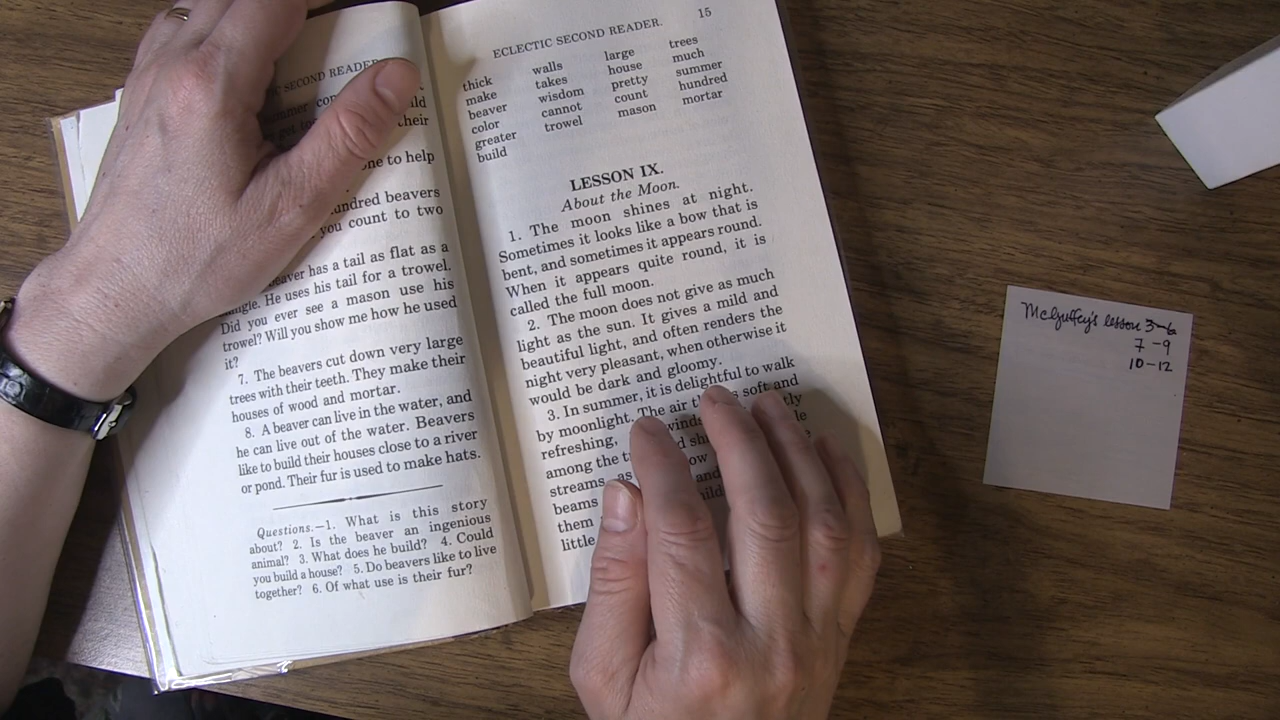 SECOND READER
summer
their
to help
hundred beavers
you count to two
beaver has a tail as flat as a
shingle. He uses his tail for a trowel.
Did you ever see a mason use his
trowel? Will you show me how he used
it?
7. The beavers cut down very large
trees with their teeth. They make their
houses of wood and mortar.
8. A beaver can live in the water, and
he can live out of the water. Beavers
like to build their houses close to a river
or pond. Their fur is used to make hats.
Questions.—1. What is this story
about? 2. Is the beaver an ingenious
animal? 3. What does he build? 4. Could
you build a house? 5. Do beavers like to live
together? 6. Of what use is their fur?
ECLECTIC SECOND READER. 15
thick walls large trees
make takes house much
beaver wisdom pretty summer
color cannot count hundred
greater trowel mason mortar
build
LESSON IX.
About the Moon.
1. The moon shines at night.
Sometimes it looks like a bow that is
bent, and sometimes it appears round.
When it appears quite round, it is
called the full moon.
2. The moon does not give as much
light as the sun. It gives a mild and
beautiful light, and often renders the
night very pleasant, when otherwise it
would be dark and gloomy.
3. In summer, it is delightful to walk
by moonlight. The air soft and
refreshing, winds
among the
streams, as and
beams
them
little
McGuffey's lesson 3-6
7-9
10-12